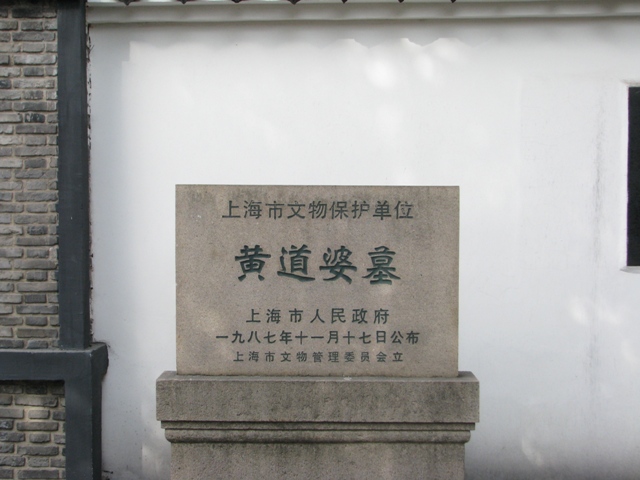 上海市文物保护单位
黄道婆墓
上海市人民政府
一九八七年十一月十七日公布
上海市文物管理委员会立